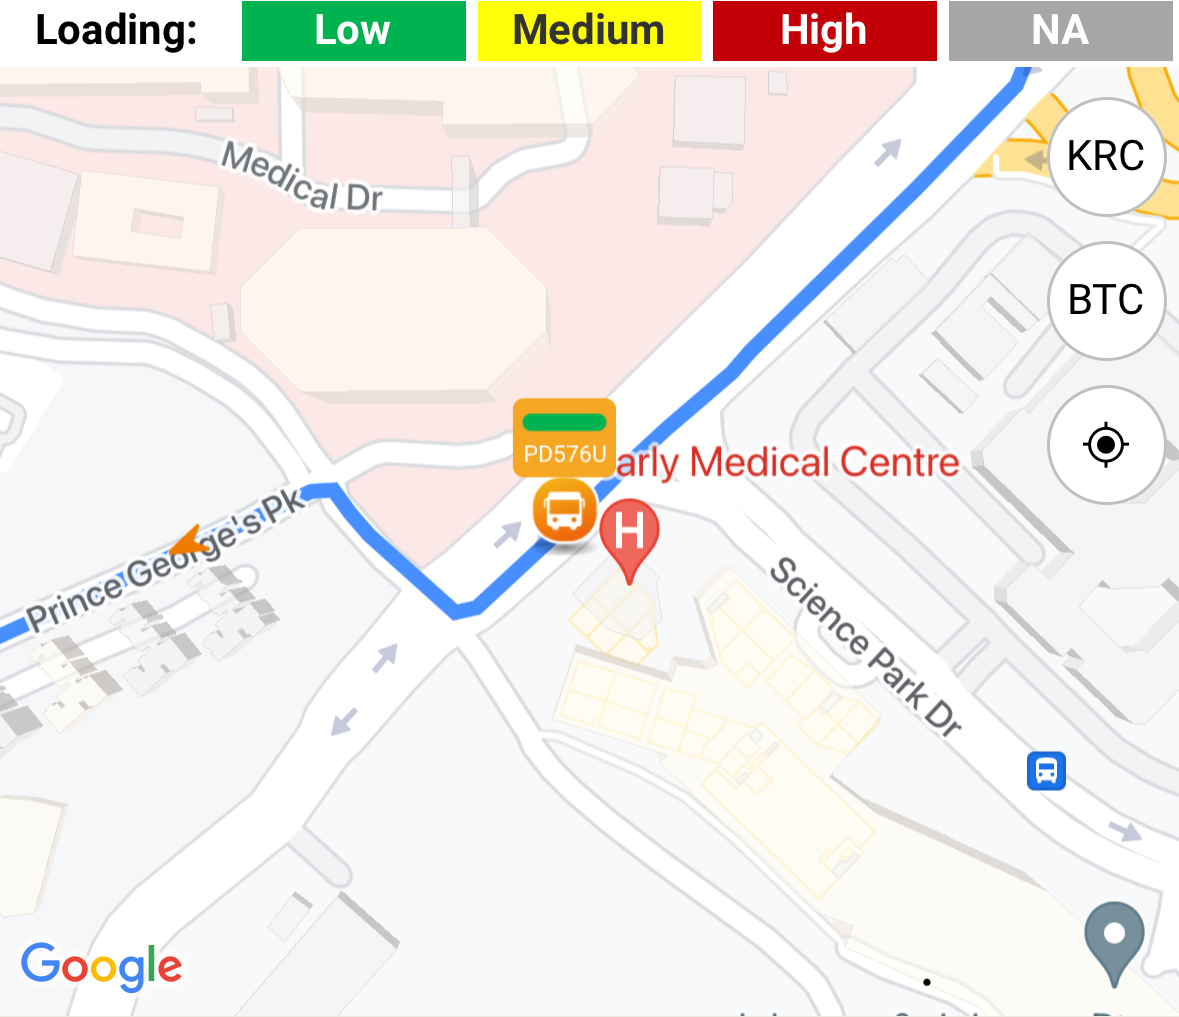 Loading: Low Medium High NA
KRC
Medical Dr
BTC
PD576U
arly Medical Centre
H
Prince George's Pk
Science Park Dr
Google